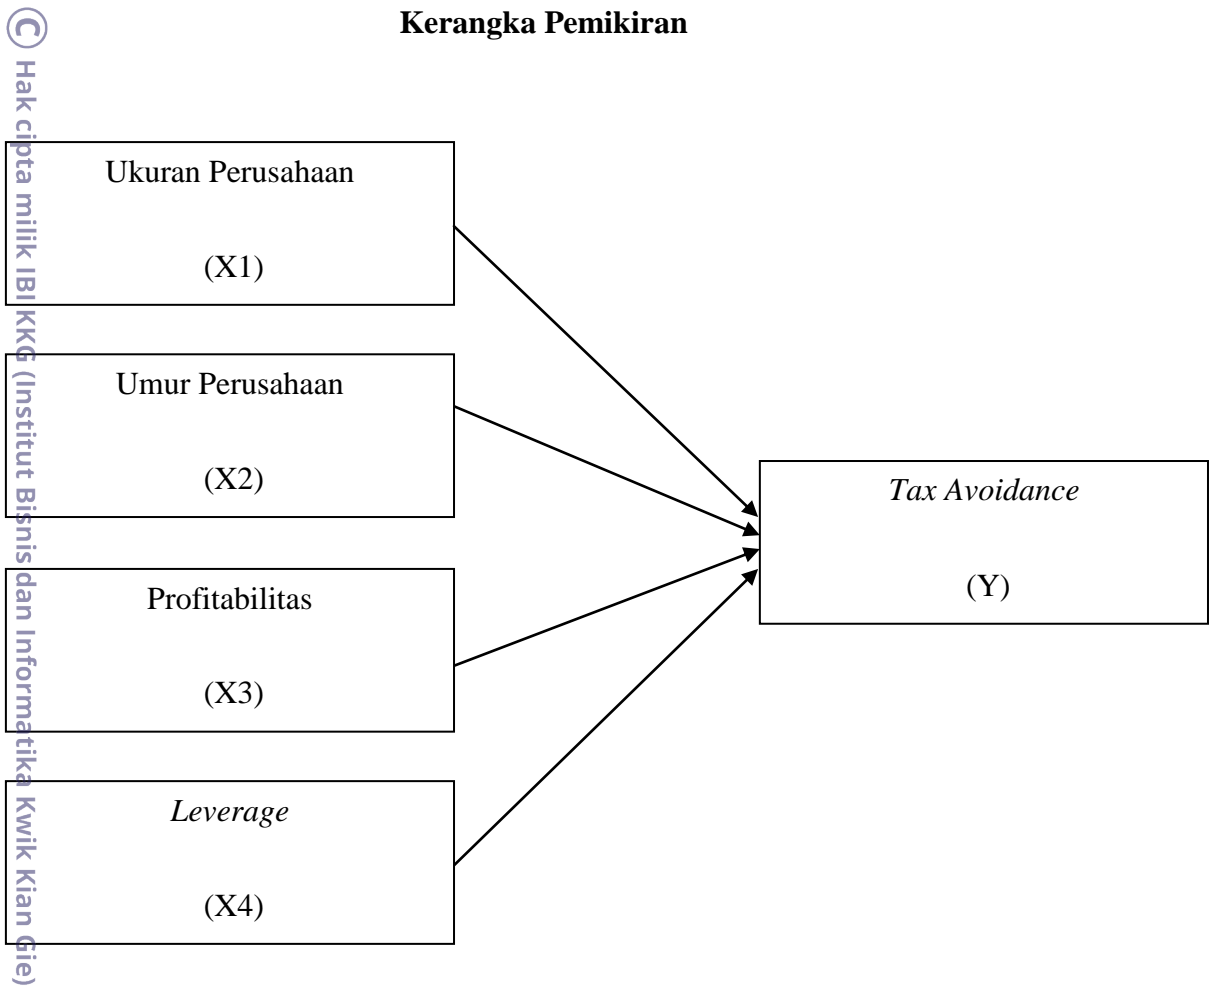 Kerangka Pemikiran
© Hak cipta milik IBI KKG (Institut Bisnis dan Informatika Kwik Kian Gie)
Ukuran Perusahaan
(X1)
Umur Perusahaan
(X2)
Profitabilitas
(X3)
Leverage
(X4)
Tax Avoidance
(Y)